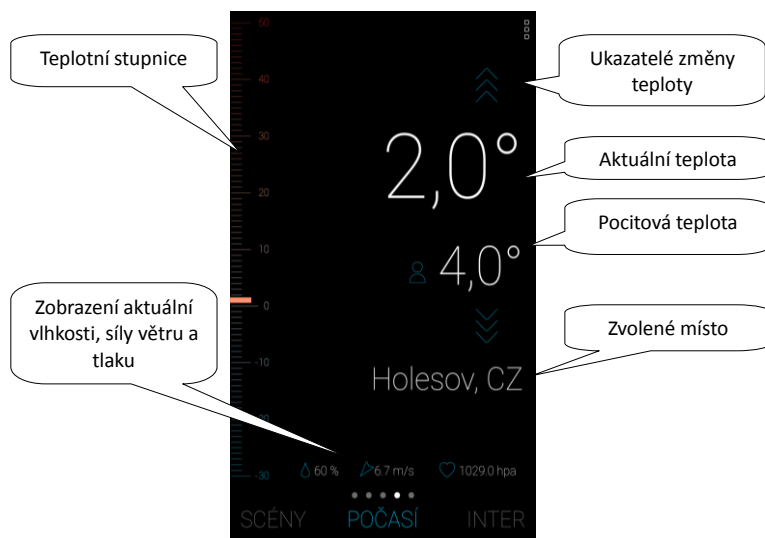 Teplotní stupnice
Zobrazení aktuální
vlhkosti, síly větru a
tlaku
50
40
30
20
10
0
-10
-20
-30
2,0°
4,0°
Holesov, CZ
60 %
6.7 m/s
1029.0 hpa
SCÉNY
POČASÍ
INTER
Ukazatelé změny
teploty
Aktuální teplota
Pocitová teplota
Zvolené místo